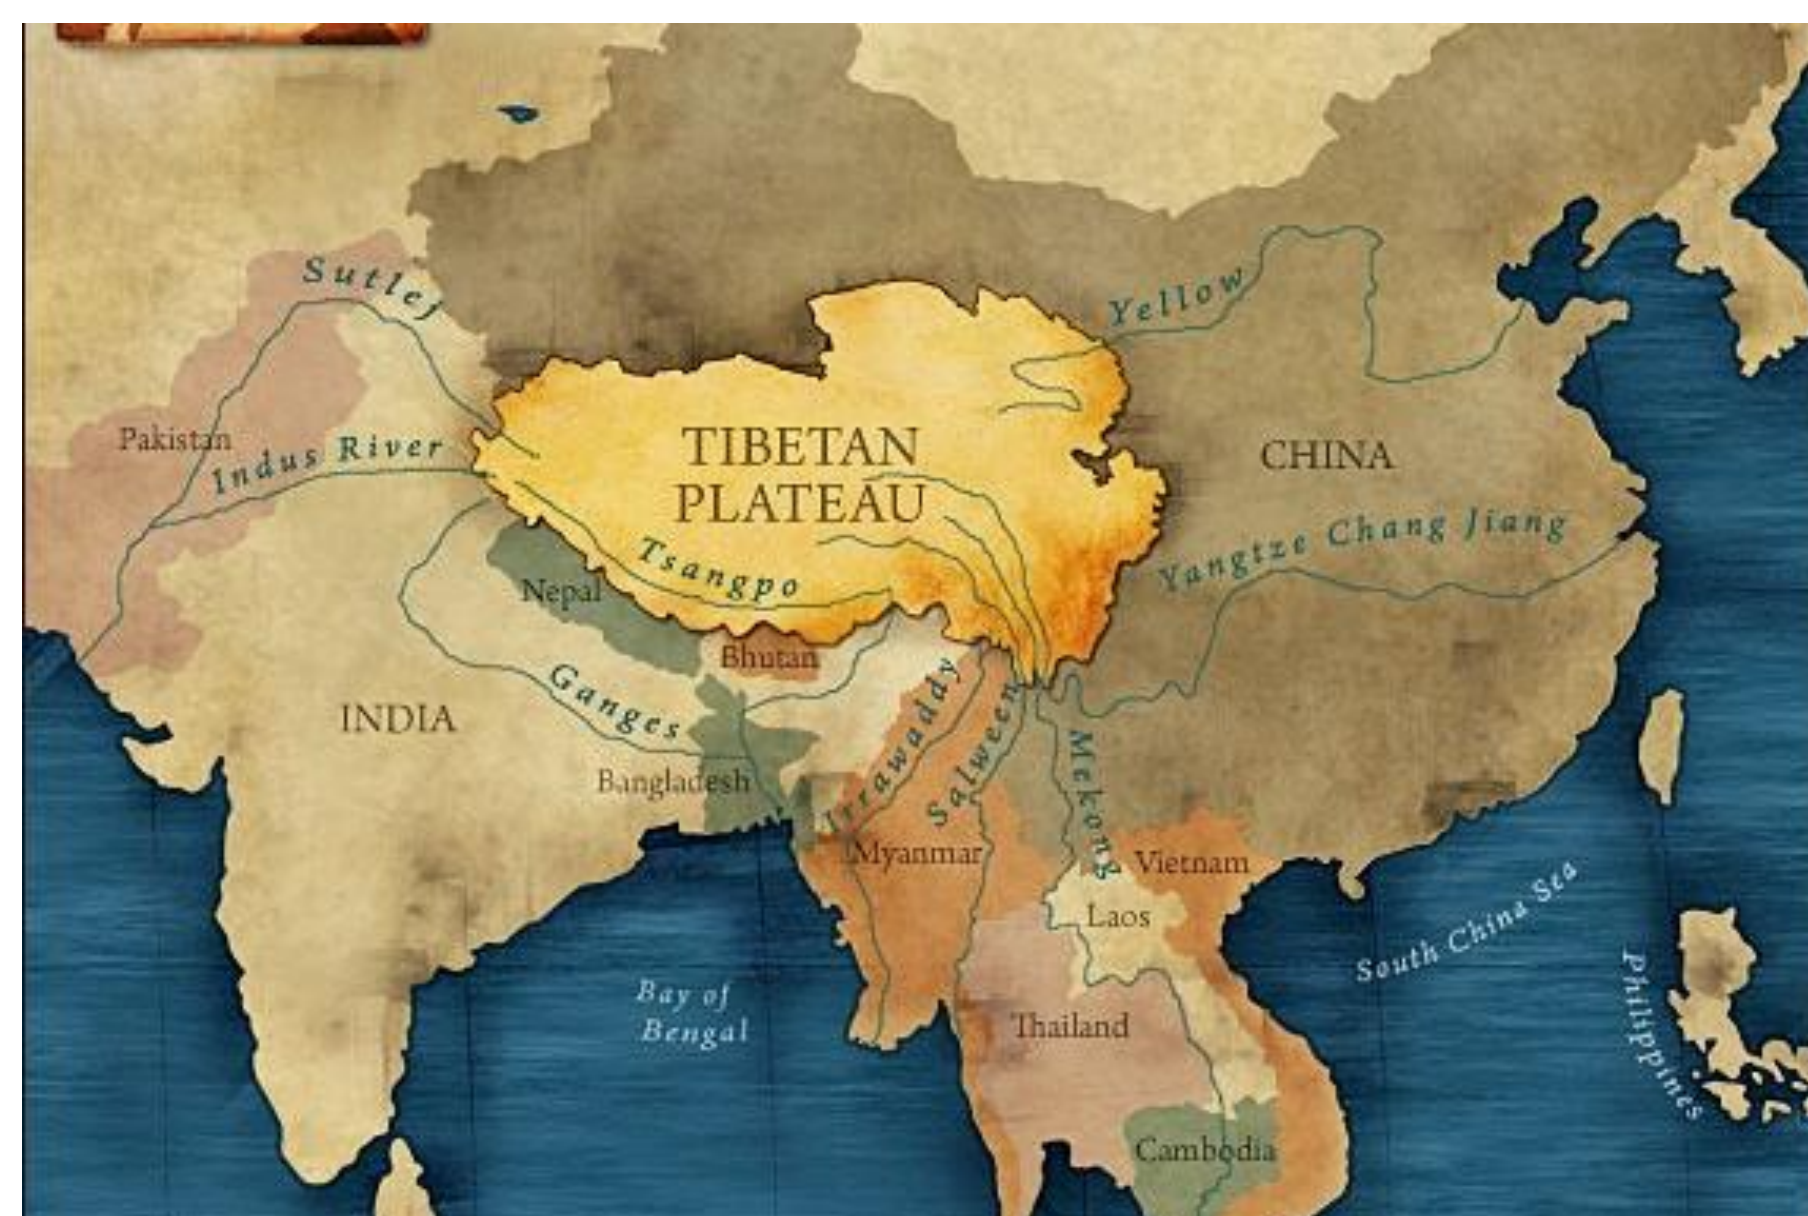 Sutlej
Yellow
Pakistan
Indus River
TIBETAN
PLATEAU
CHINA
Yangtze Chang Jiang
Tsangpo
Nepal
Bhutan
Ganges
INDIA
Irrawaddy
Salween
Mekong
Bangladesh
Myanmar
Vietnam
Laos
South China Sea
Bay of
Bengal
Philippines
Thailand
Cambodia